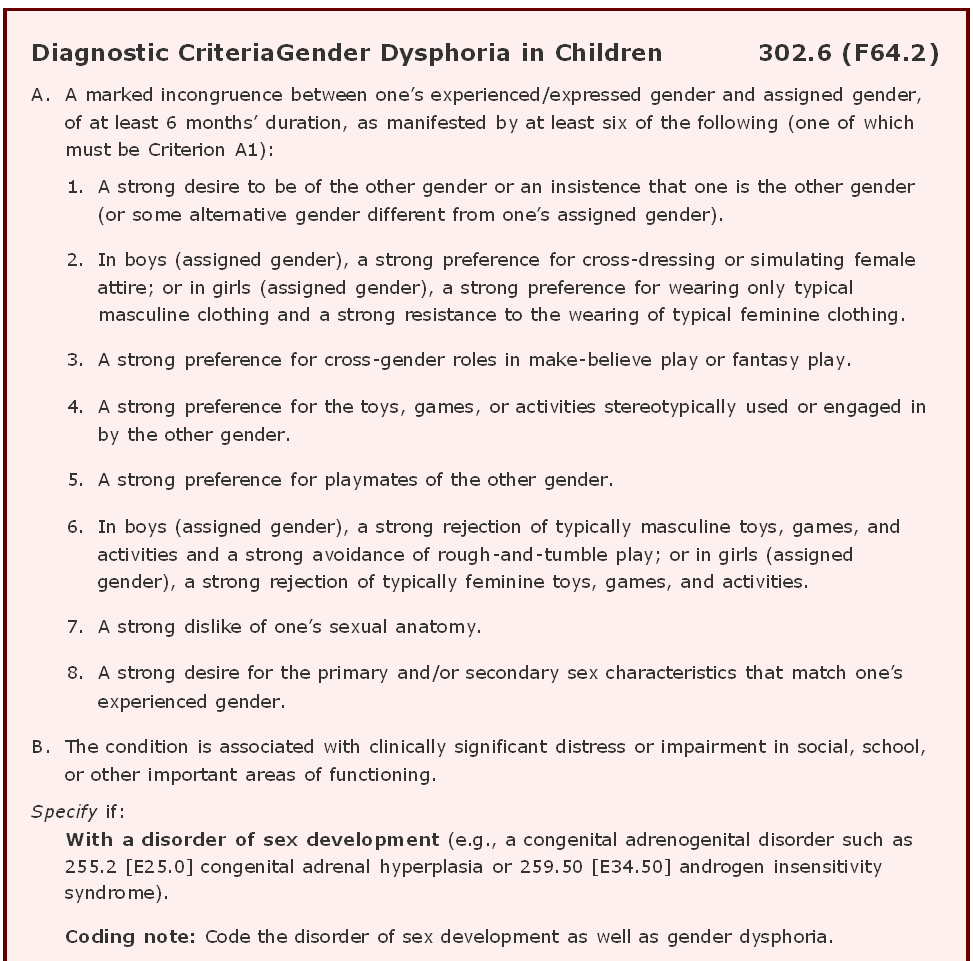 Diagnostic CriteriaGender Dysphoria in Children 302.6 (F64.2)
A. A marked incongruence between one’s experienced/expressed gender and assigned gender,
of at least 6 months’ duration, as manifested by at least six of the following (one of which
must be Criterion A1):
1. A strong desire to be of the other gender or an insistence that one is the other gender
(or some alternative gender different from one’s assigned gender).
2. In boys (assigned gender), a strong preference for cross-dressing or simulating female
attire; or in girls (assigned gender), a strong preference for wearing only typical
masculine clothing and a strong resistance to the wearing of typical feminine clothing.
3. A strong preference for cross-gender roles in make-believe play or fantasy play.
4. A strong preference for the toys, games, or activities stereotypically used or engaged in
by the other gender.
5. A strong preference for playmates of the other gender.
6. In boys (assigned gender), a strong rejection of typically masculine toys, games, and
activities and a strong avoidance of rough-and-tumble play; or in girls (assigned
gender), a strong rejection of typically feminine toys, games, and activities.
7. A strong dislike of one’s sexual anatomy.
8. A strong desire for the primary and/or secondary sex characteristics that match one’s
experienced gender.
B. The condition is associated with clinically significant distress or impairment in social, school,
or other important areas of functioning.
Specify if:
With a disorder of sex development (e.g., a congenital adrenogenital disorder such as
255.2 [E25.0] congenital adrenal hyperplasia or 259.50 [E34.50] androgen insensitivity
syndrome).
Coding note: Code the disorder of sex development as well as gender dysphoria.